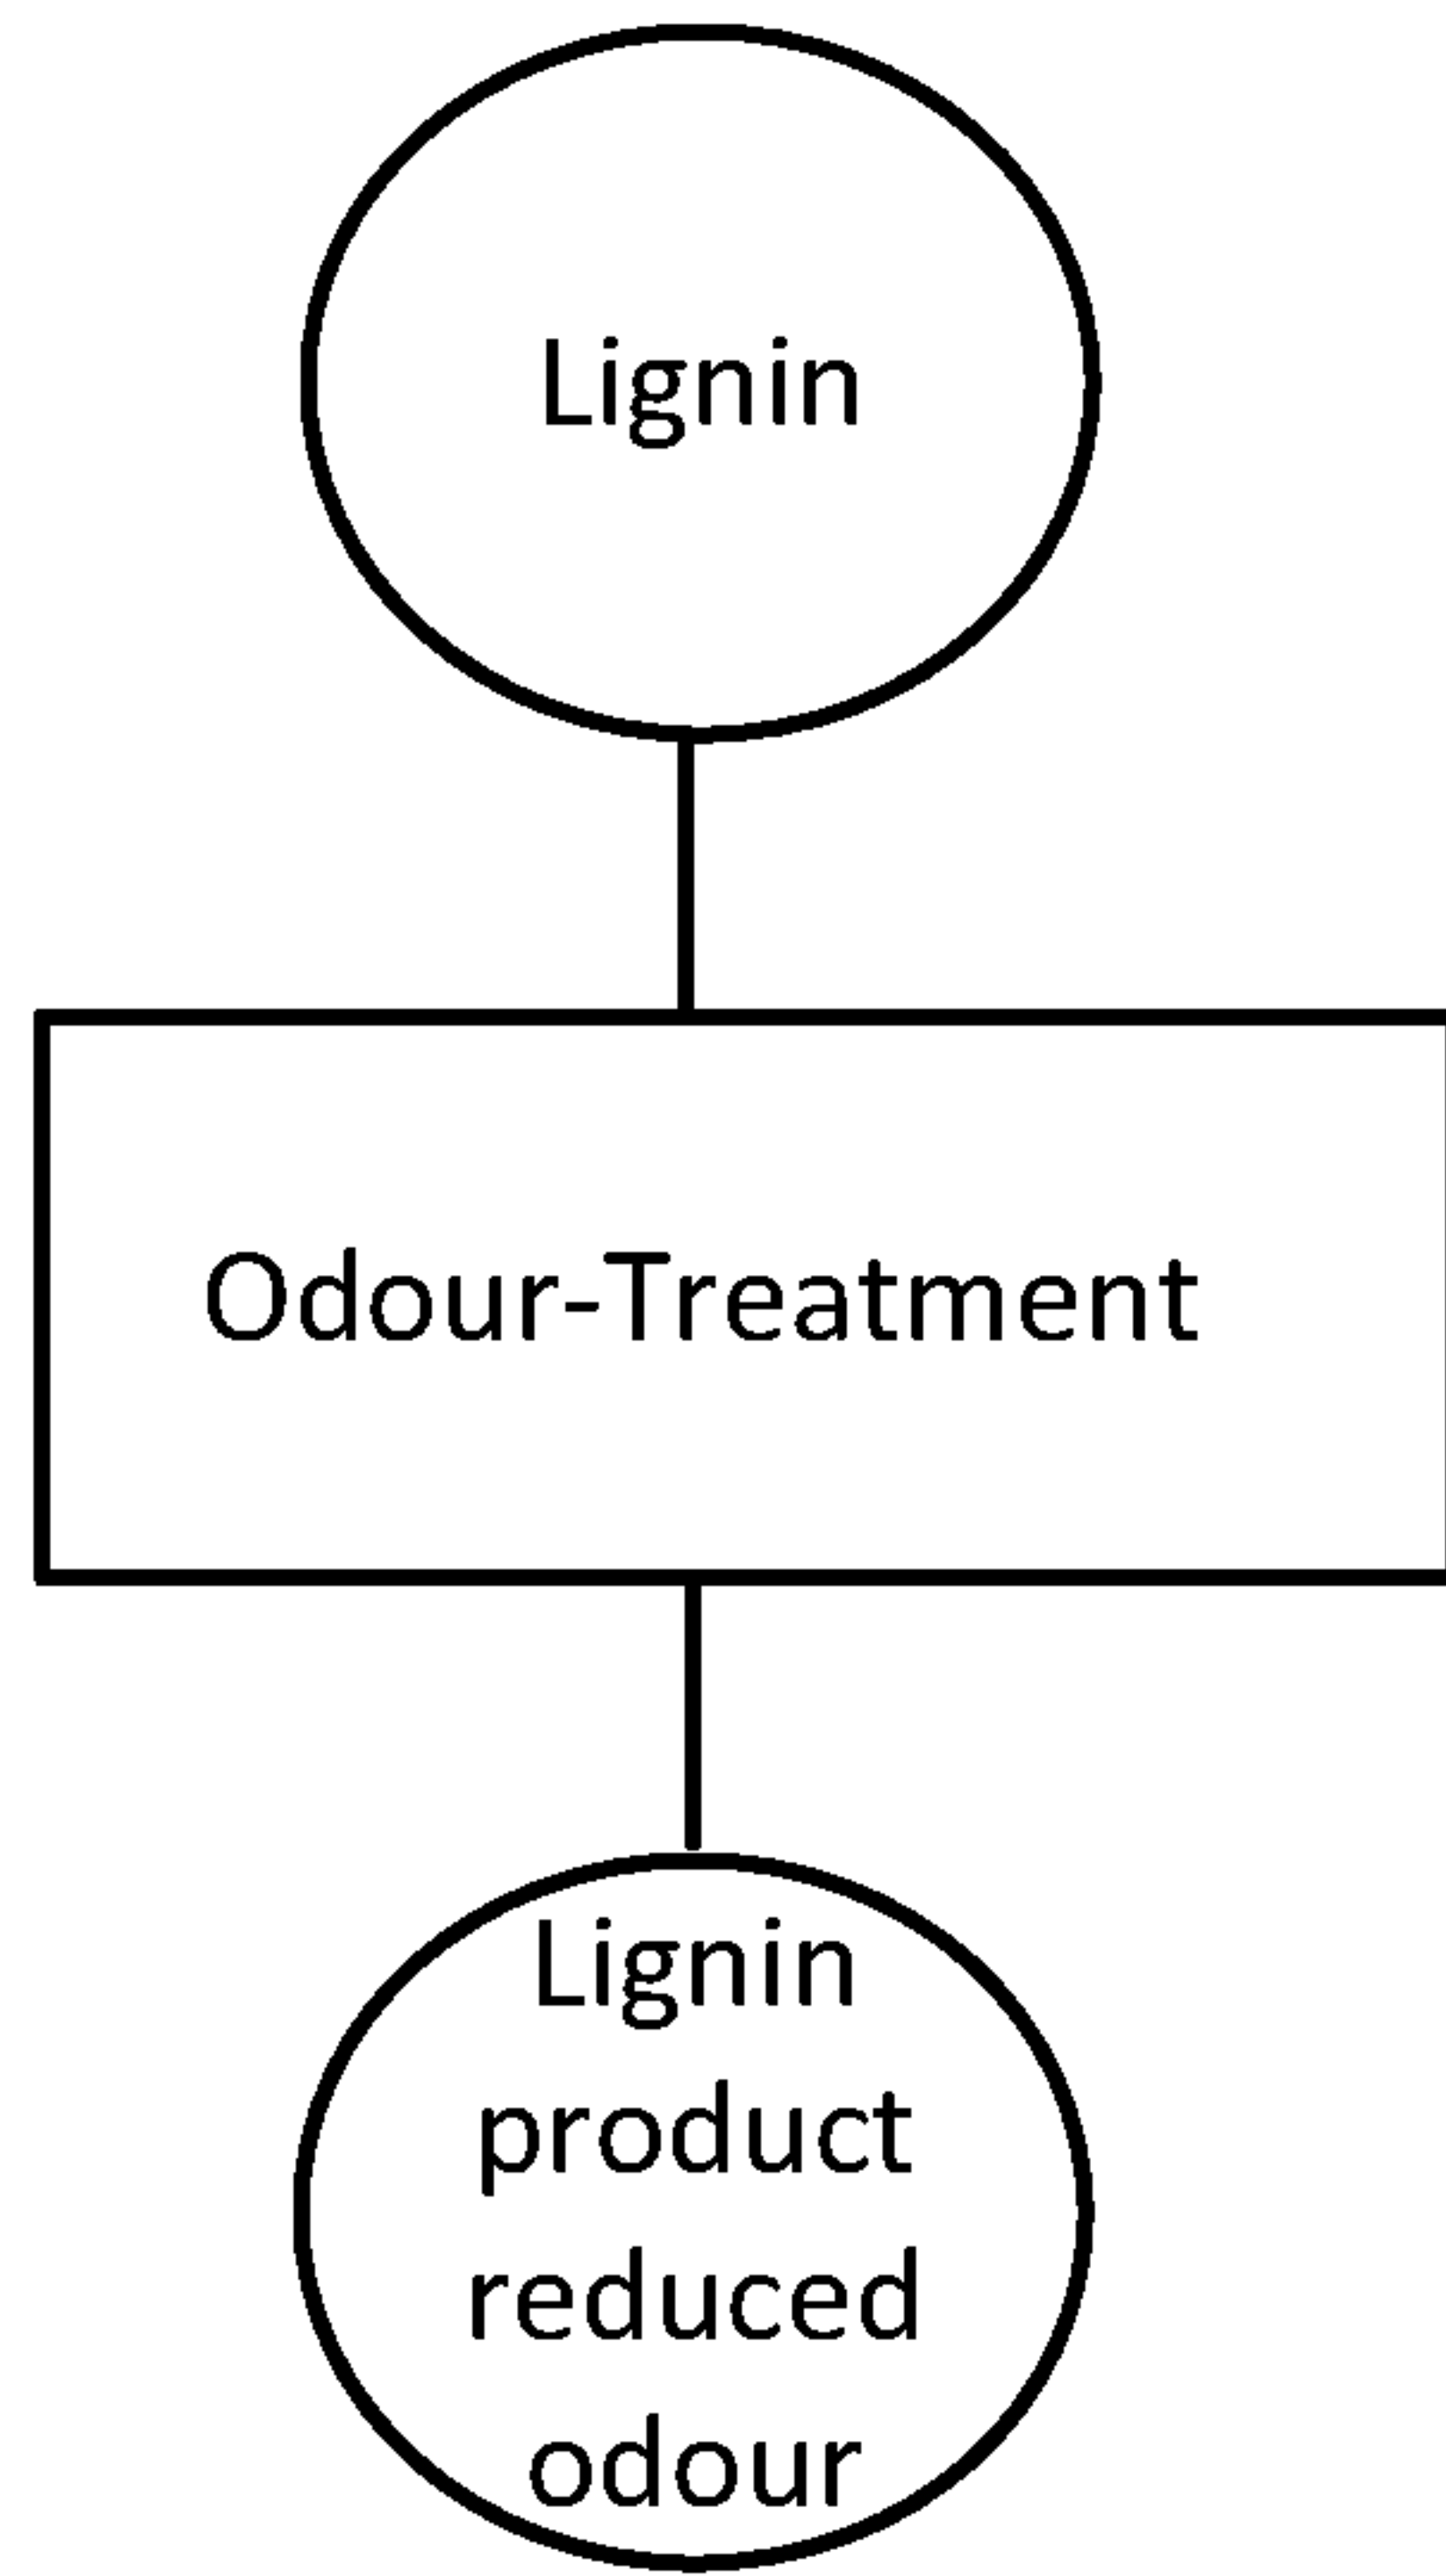 Lignin
Odour-Treatment
Lignin
product
reduced
odour